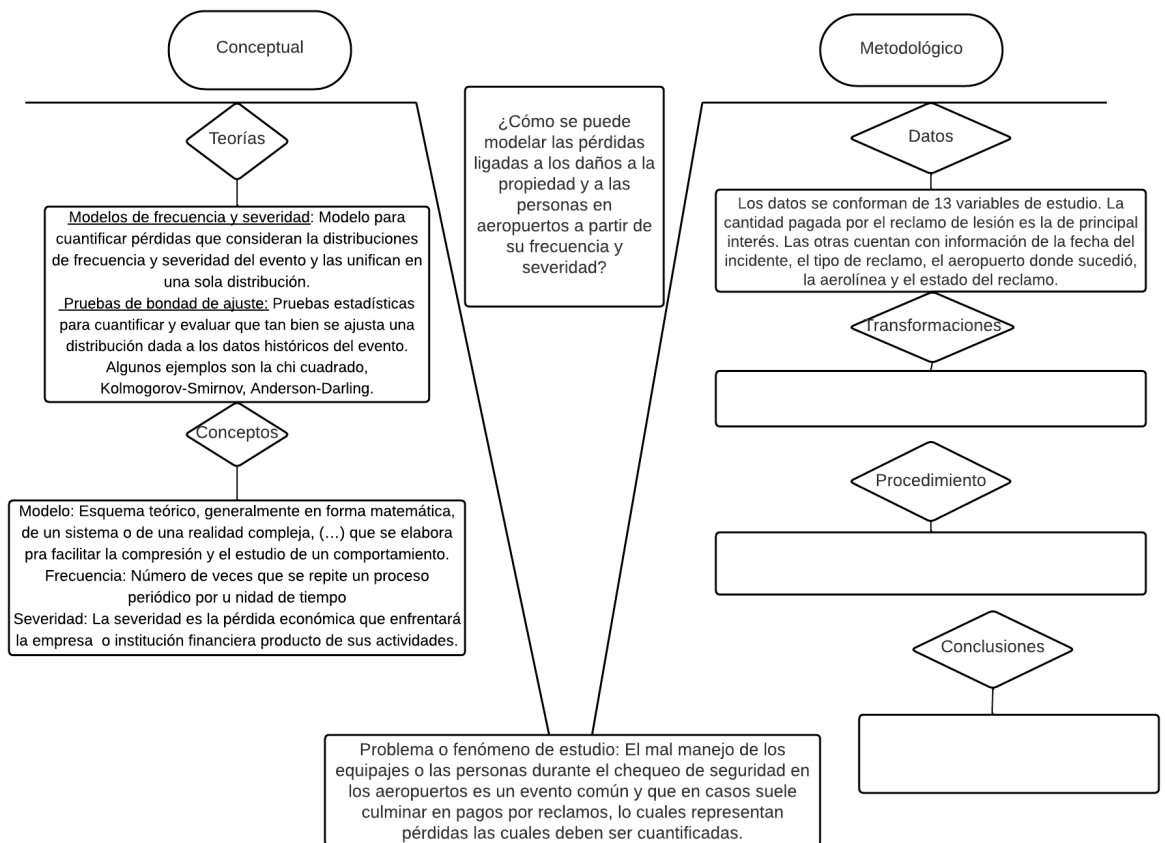 Conceptual
Teorías
Modelos de frecuencia y severidad: Modelo para
cuantificar pérdidas que consideran la distribuciones
de frecuencia y severidad del evento y las unifican en
una sola distribución.
Pruebas de bondad de ajuste: Pruebas estadísticas
para cuantificar y evaluar que tan bien se ajusta una
distribución dada a los datos históricos del evento.
Algunos ejemplos son la chi cuadrado,
Kolmogorov-Smirnov, Anderson-Darling.
Conceptos
Modelo: Esquema teórico, generalmente en forma matemática,
de un sistema o de una realidad compleja, (…) que se elabora
pra facilitar la compresión y el estudio de un comportamiento.
Frecuencia: Número de veces que se repite un proceso
periódico por u nidad de tiempo
Severidad: La severidad es la pérdida económica que enfrentará
la empresa o institución financiera producto de sus actividades.
¿Cómo se puede
modelar las pérdidas
ligadas a los daños a la
propiedad y a las
personas en
aeropuertos a partir de
su frecuencia y
severidad?
Metodológico
Datos
Los datos se conforman de 13 variables de estudio. La
cantidad pagada por el reclamo de lesión es la de principal
interés. Las otras cuentan con información de la fecha del
incidente, el tipo de reclamo, el aeropuerto donde sucedió,
la aerolínea y el estado del reclamo.
Transformaciones
Procedimiento
Conclusiones
Problema o fenómeno de estudio: El mal manejo de los
equipajes o las personas durante el chequeo de seguridad en
los aeropuertos es un evento común y que en casos suele
culminar en pagos por reclamos, lo cuales representan
pérdidas las cuales deben ser cuantificadas.